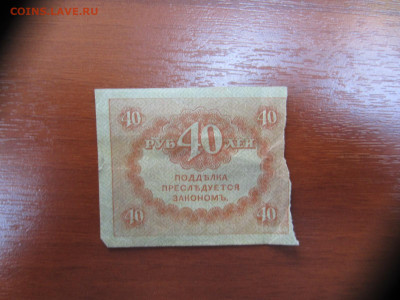 COINS.LAVE.RU
40 40
РУБ 40 ЛЕЙ
ПОДДѢЛКА
ПРЕСЛѢДУЕТСЯ
ЗАКОНОМЪ.
40 40